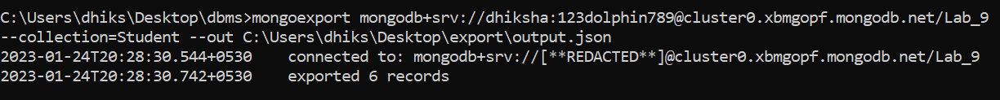 C:\Users\dhiks\Desktop\dbms>mongoexport mongodb+srv://dhiksha:123dolphin789@cluster0.xbmgopf.mongodb.net/Lab_9
--collection=Student --out C:\Users\dhiks\Desktop\export\output.json
2023-01-24T20:28:30.544+0530    connected to: mongodb+srv://[**REDACTED**]@cluster0.xbmgopf.mongodb.net/Lab_9
2023-01-24T20:28:30.742+0530    exported 6 records